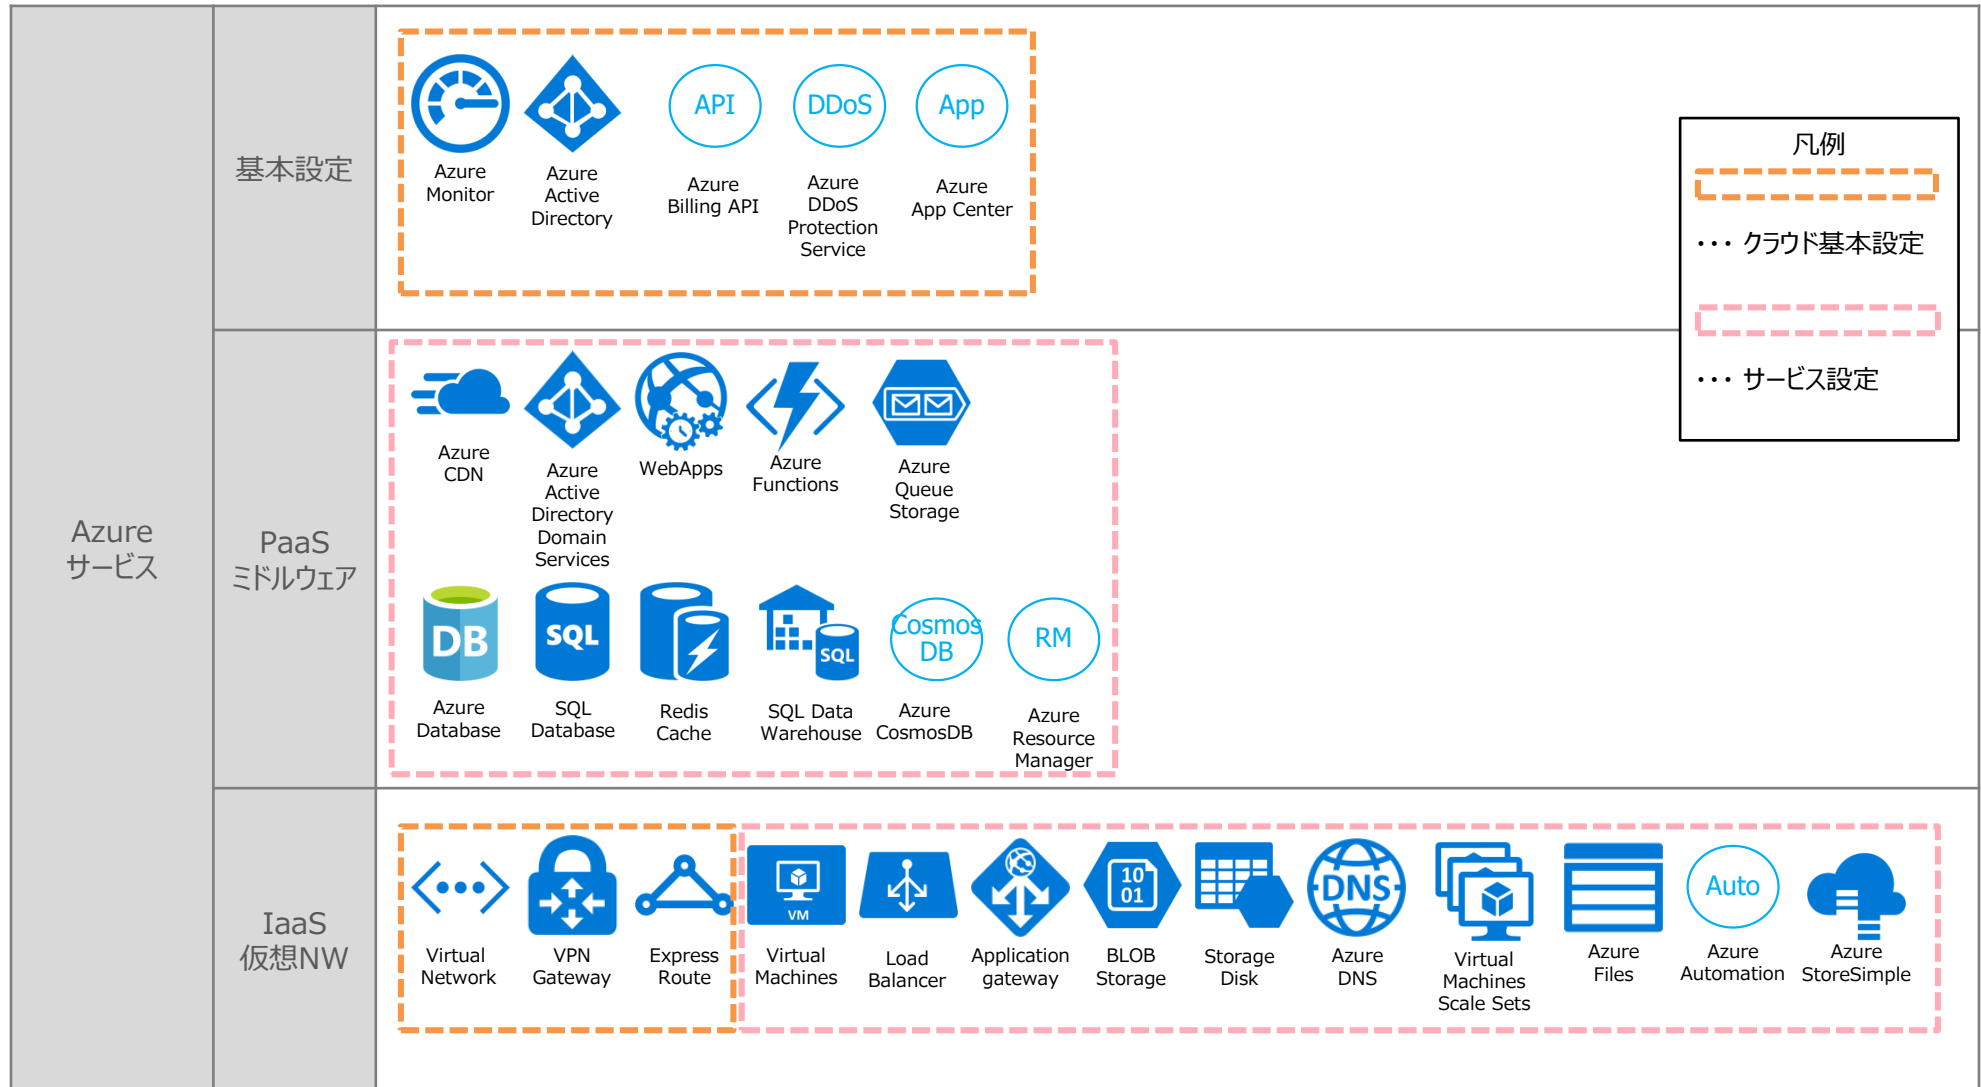 Azure
サービス
基本設定
API
DDoS
App
Azure
Monitor
Azure
Active
Directory
Azure
Billing API
Azure
DDoS
Protection
Service
Azure
App Center
凡例
・・・ クラウド基本設定
・・・ サービス設定
PaaS
ミドルウェア
Azure
CDN
Azure
Active
Directory
Domain
Services
WebApps
Azure
Functions
Azure
Queue
Storage
DB
SQL
SQL
Cosmos
DB
RM
Azure
Database
SQL
Database
Redis
Cache
SQL Data
Warehouse
Azure
CosmosDB
Azure
Resource
Manager
IaaS
仮想NW
VM
10
01
DNS
Auto
Virtual
Network
VPN
Gateway
Express
Route
Virtual
Machines
Load
Balancer
Application
gateway
BLOB
Storage
Storage
Disk
Azure
DNS
Virtual
Machines
Scale Sets
Azure
Files
Azure
Automation
Azure
StoreSimple